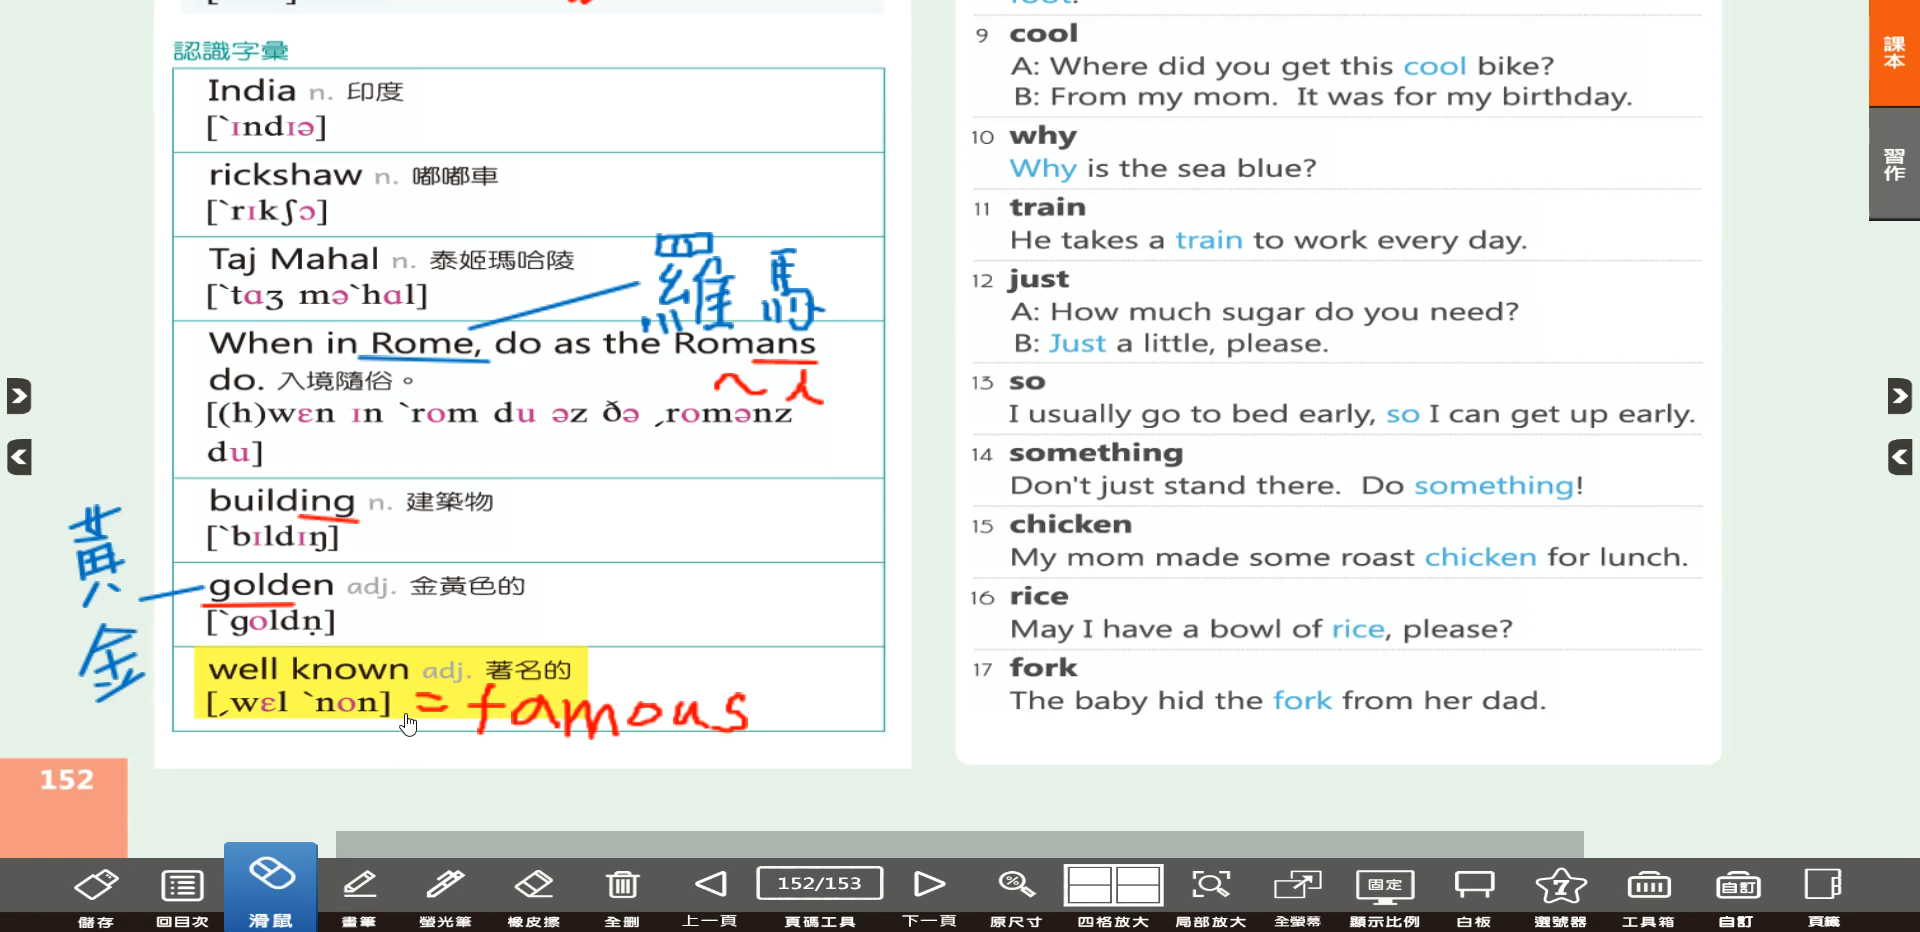 認識字彙
India n. 印度
[ˋɪndɪə]
rickshaw n. 嘟嘟車
[ˋrɪkʃɔ]
Taj Mahal n. 泰姬瑪哈陵
[ˋtɑʒ məˋhɑl]
羅馬
When in Rome, do as the Romans
do. 入境隨俗。
~人
[(h)wɛn ɪn ˋrom du əz ðə ˏromənz
du]
building n. 建築物
[ˋbɪldɪŋ]
黃金
golden adj. 金黃色的
[ˋgoldṇ]
well known adj. 著名的
[ˏwɛl ˋnon] = famous
152
foot.
9 cool
A: Where did you get this cool bike?
B: From my mom. It was for my birthday.
10 why
Why is the sea blue?
11 train
He takes a train to work every day.
12 just
A: How much sugar do you need?
B: Just a little, please.
13 so
I usually go to bed early, so I can get up early.
14 something
Don't just stand there. Do something!
15 chicken
My mom made some roast chicken for lunch.
16 rice
May I have a bowl of rice, please?
17 fork
The baby hid the fork from her dad.
課本
習作
152/153
固定
7
自訂
儲存 回目次 滑鼠 畫筆 螢光筆 橡皮擦 全刪 上一頁 頁碼工具 下一頁 原尺寸 四格放大 局部放大 全螢幕 顯示比例 白板 選號器 工具箱 自訂 頁籤